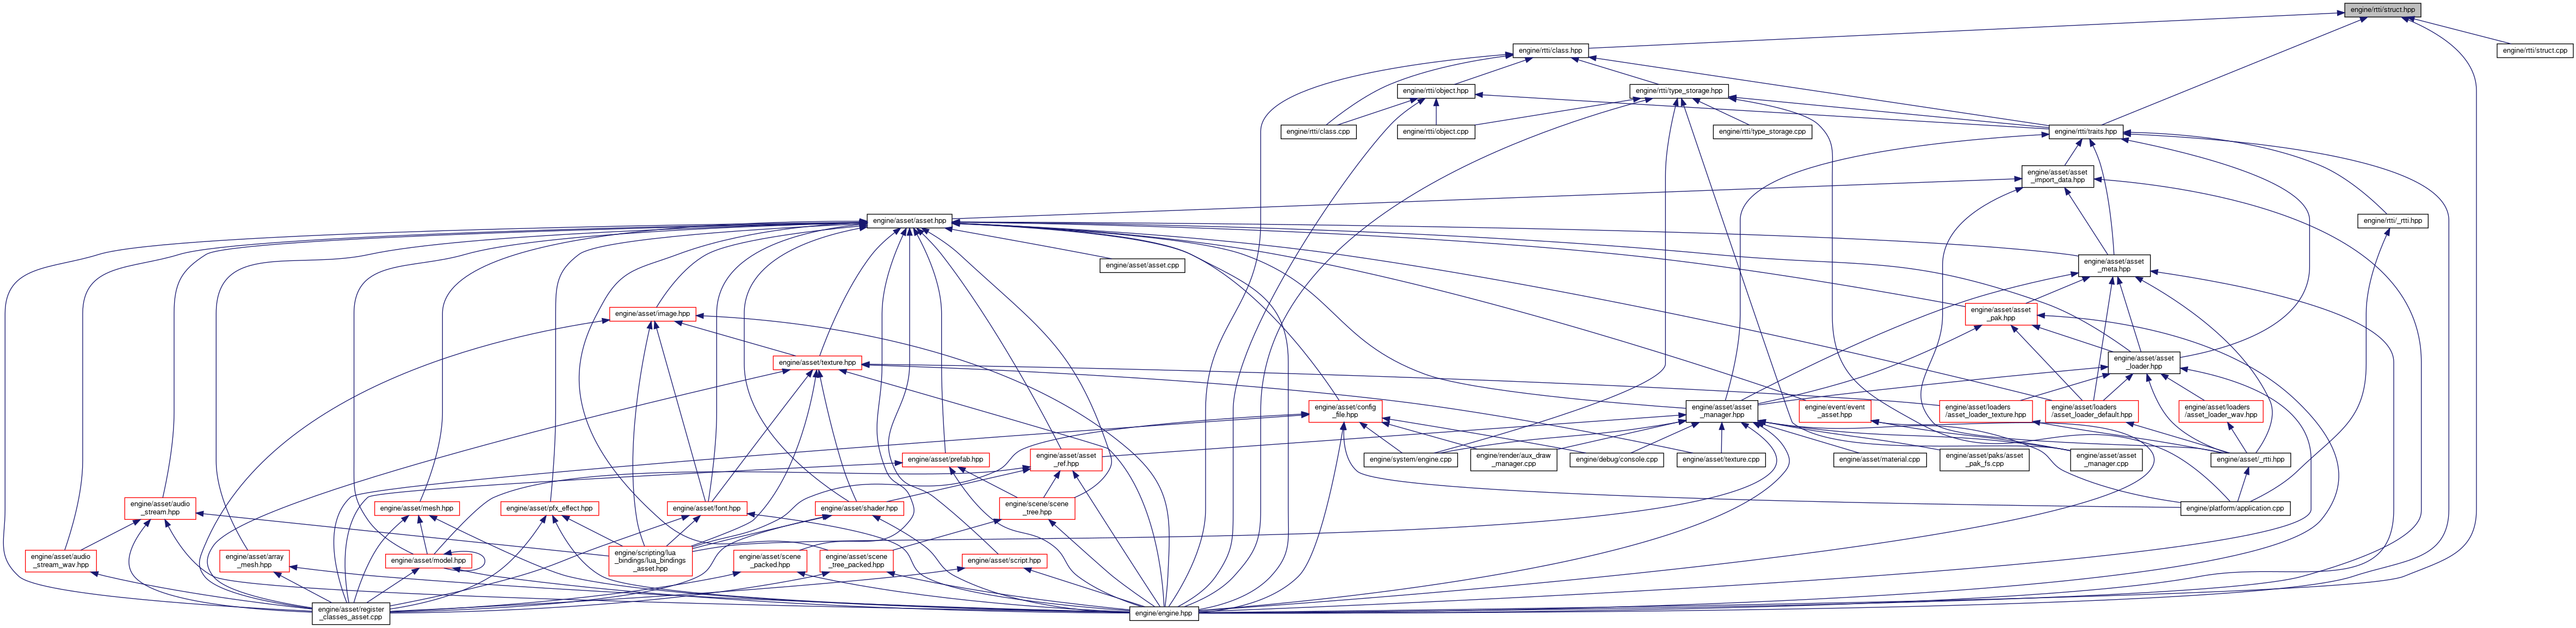 engine/rtti/struct.hpp
engine/rtti/class.hpp
engine/rtti/struct.cpp
engine/rtti/object.hpp
engine/rtti/type_storage.hpp
engine/rtti/class.cpp
engine/rtti/object.cpp
engine/rtti/type_storage.cpp
engine/rtti/traits.hpp
engine/asset/asset
_import_data.hpp
engine/asset/asset.hpp
engine/rtti/_rtti.hpp
engine/asset/asset.cpp
engine/asset/asset
_meta.hpp
engine/asset/image.hpp
engine/asset/asset
_pak.hpp
engine/asset/texture.hpp
engine/asset/asset
_loader.hpp
engine/asset/config
_file.hpp
engine/asset/asset
_manager.hpp
engine/event/event
_asset.hpp
engine/asset/loaders
/asset_loader_texture.hpp
engine/asset/loaders
/asset_loader_default.hpp
engine/asset/loaders
/asset_loader_wav.hpp
engine/asset/prefab.hpp
engine/asset/asset
_ref.hpp
engine/system/engine.cpp
engine/render/aux_draw
_manager.cpp
engine/debug/console.cpp
engine/asset/texture.cpp
engine/asset/material.cpp
engine/asset/paks/asset
_pak_fs.cpp
engine/asset/asset
_manager.cpp
engine/asset/_rtti.hpp
engine/asset/audio
_stream.hpp
engine/asset/mesh.hpp
engine/asset/pfx_effect.hpp
engine/asset/font.hpp
engine/asset/shader.hpp
engine/scene/scene
_tree.hpp
engine/platform/application.cpp
engine/asset/audio
_stream_wav.hpp
engine/asset/array
_mesh.hpp
engine/asset/model.hpp
engine/scripting/lua
_bindings/lua_bindings
_asset.hpp
engine/asset/scene
_packed.hpp
engine/asset/scene
_tree_packed.hpp
engine/asset/script.hpp
engine/asset/register
_classes_asset.cpp
engine/engine.hpp